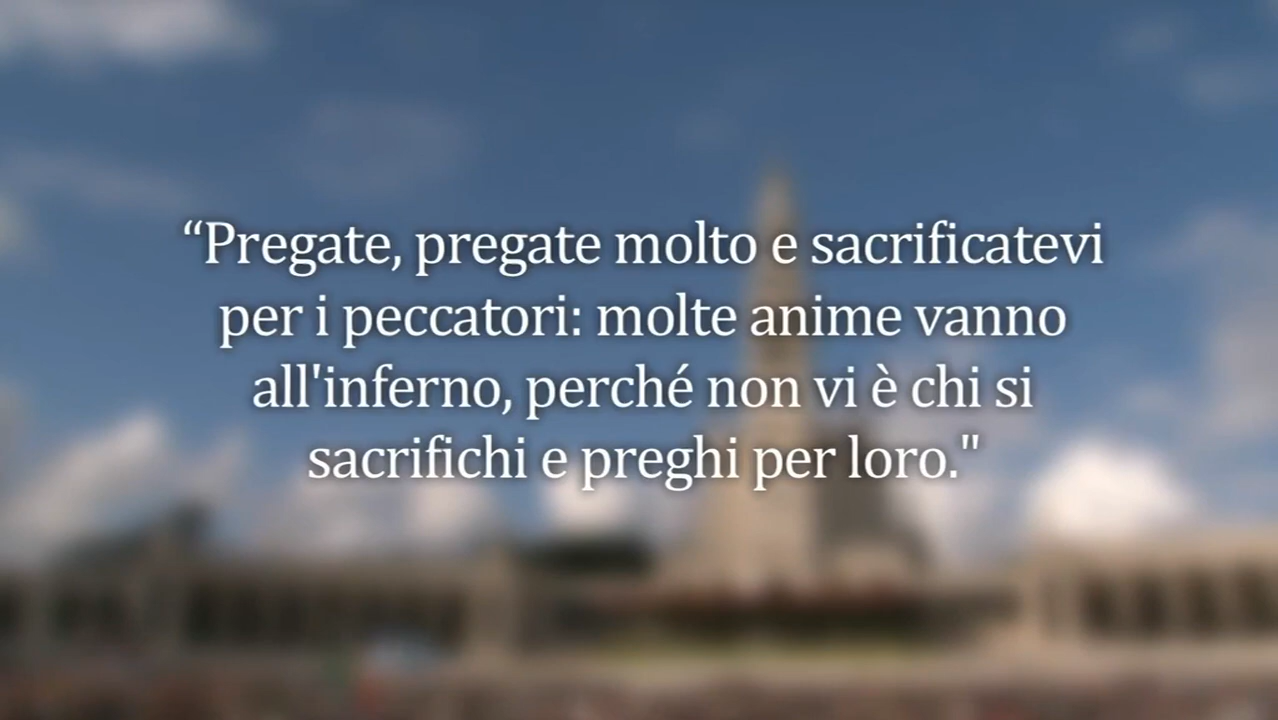 “Pregate, pregate molto e sacrificatevi
per i peccatori: molte anime vanno
all'inferno, perché non vi è chi si
sacrifichi e preghi per loro."